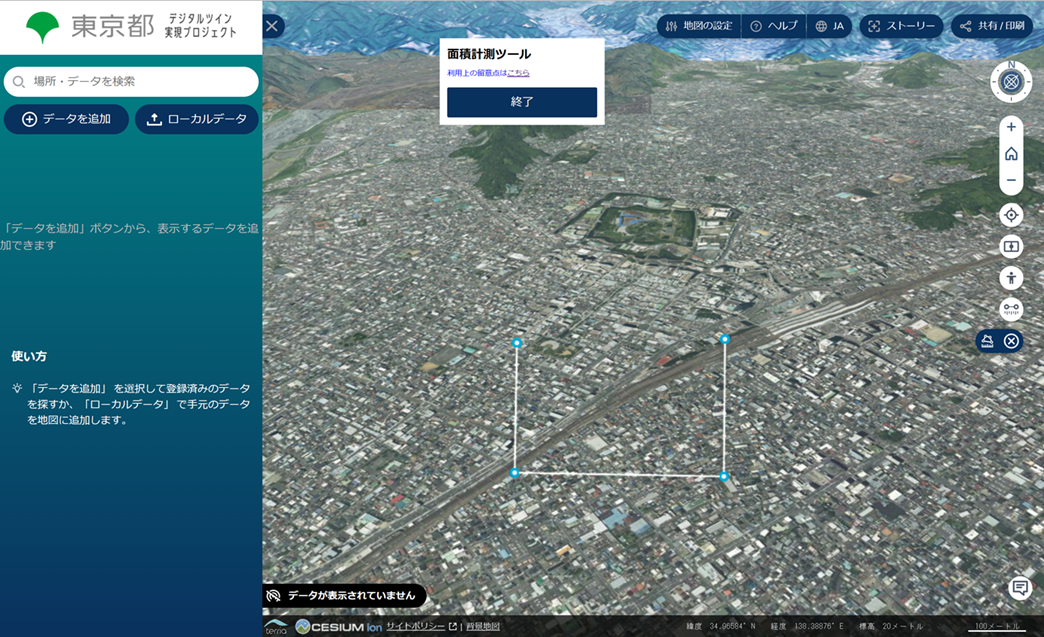 東京都
デジタルツイン
実現プロジェクト
場所・データを検索
データを追加
ローカルデータ
「データを追加」ボタンから、表示するデータを追
加できます
使い方
「データを追加」 を選択して登録済みのデータ
を探すか、「ローカルデータ」 で手元のデータ
を地図に追加します。
面積計測ツール
利用上の留意点はこちら
終了
地図の設定
ヘルプ
JA
ストーリー
共有 / 印刷
N
データが表示されていません
terria
CESIUM ion
サイトポリシー
| 背景地図
緯度 34.96584° N 経度 138.38876° E 標高 20メートル
100メートル